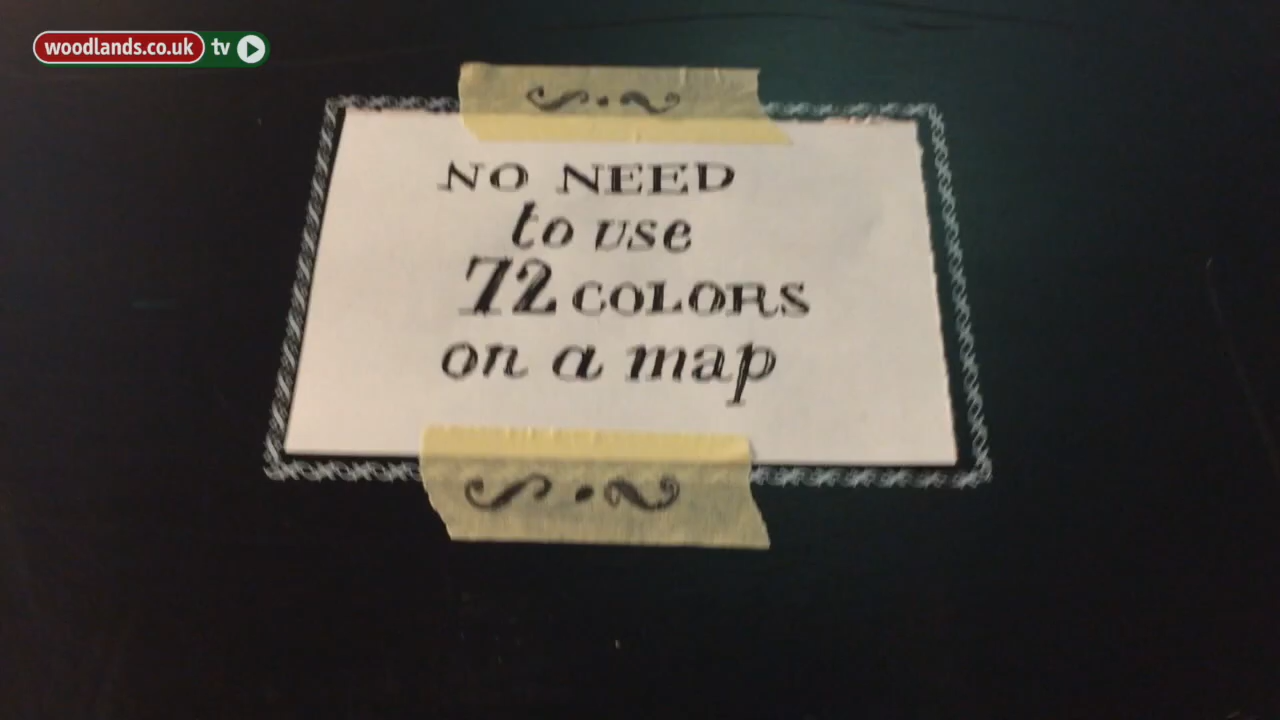 woodlands.co.uk tv
NO NEED
to use
72 COLORS
on a map